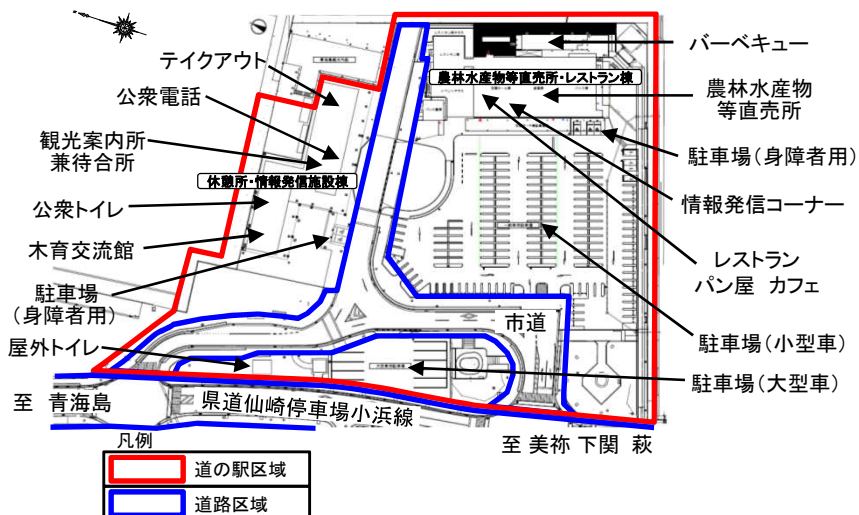 テイクアウト
公衆電話
観光案内所
兼待合所
休憩所・情報発信施設棟
公衆トイレ
木育交流館
駐車場
(身障者用)
屋外トイレ
農林水産物等直売所・レストラン棟
バーベキュー
農林水産物
等直売所
駐車場(身障者用)
情報発信コーナー
レストラン
パン屋 カフェ
駐車場(小型車)
駐車場(大型車)
市道
至 青海島
県道仙崎停車場小浜線
至 美祢 下関 萩
凡例
道の駅区域
道路区域